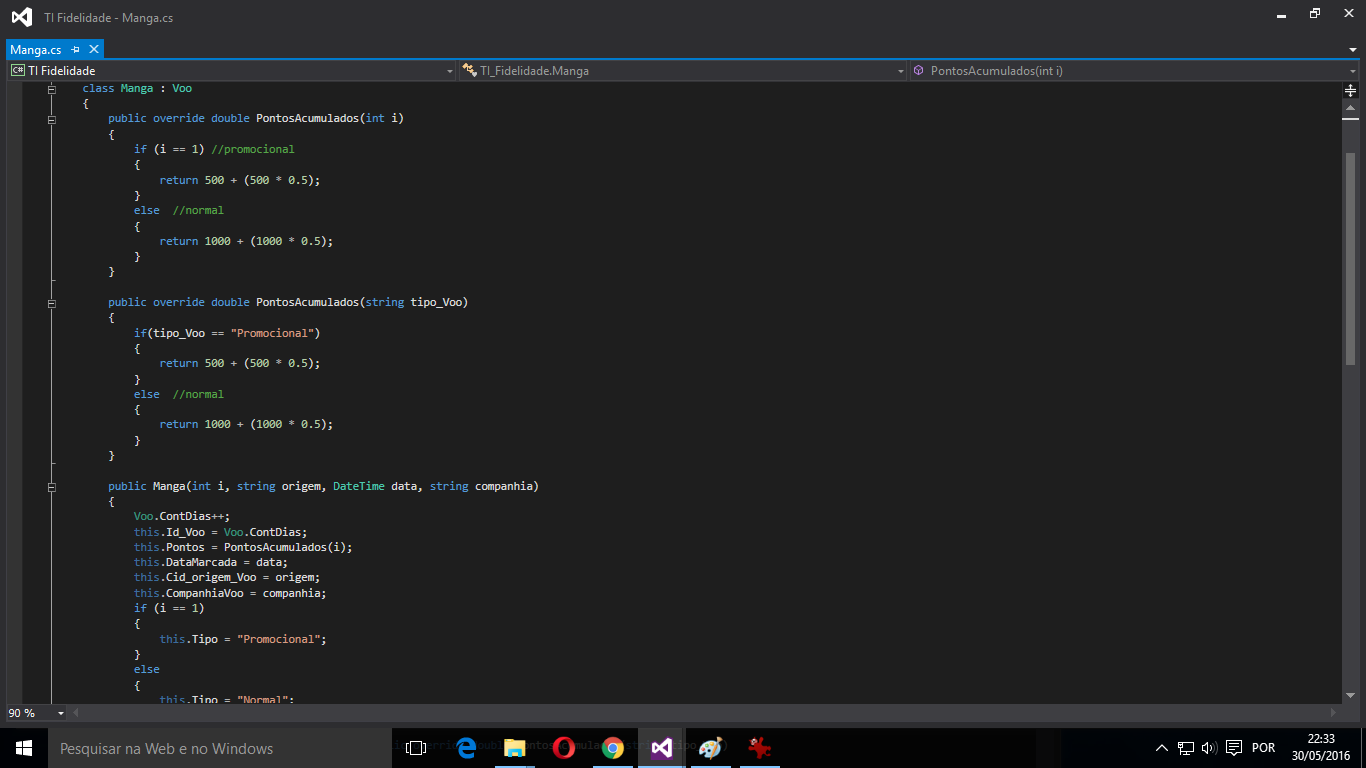 TI Fidelidade - Manga.cs
Manga.cs
C# TI Fidelidade
TI_Fidelidade.Manga
PontosAcumulados(int i)
class Manga : Voo
{
public override double PontosAcumulados(int i)
{
if (i == 1) //promocional
{
return 500 + (500 * 0.5);
}
else  //normal
{
return 1000 + (1000 * 0.5);
}
}
public override double PontosAcumulados(string tipo_Voo)
{
if(tipo_Voo == "Promocional")
{
return 500 + (500 * 0.5);
}
else  //normal
{
return 1000 + (1000 * 0.5);
}
}
public Manga(int i, string origem, DateTime data, string companhia)
{
Voo.ContDias++;
this.Id_Voo = Voo.ContDias;
this.Pontos = PontosAcumulados(i);
this.DataMarcada = data;
this.Cid_origem_Voo = origem;
this.CompanhiaVoo = companhia;
if (i == 1)
{
this.Tipo = "Promocional";
}
else
{
this.Tipo = "Normal";
90 %
Pesquisar na Web e no Windows
POR
22:33
30/05/2016